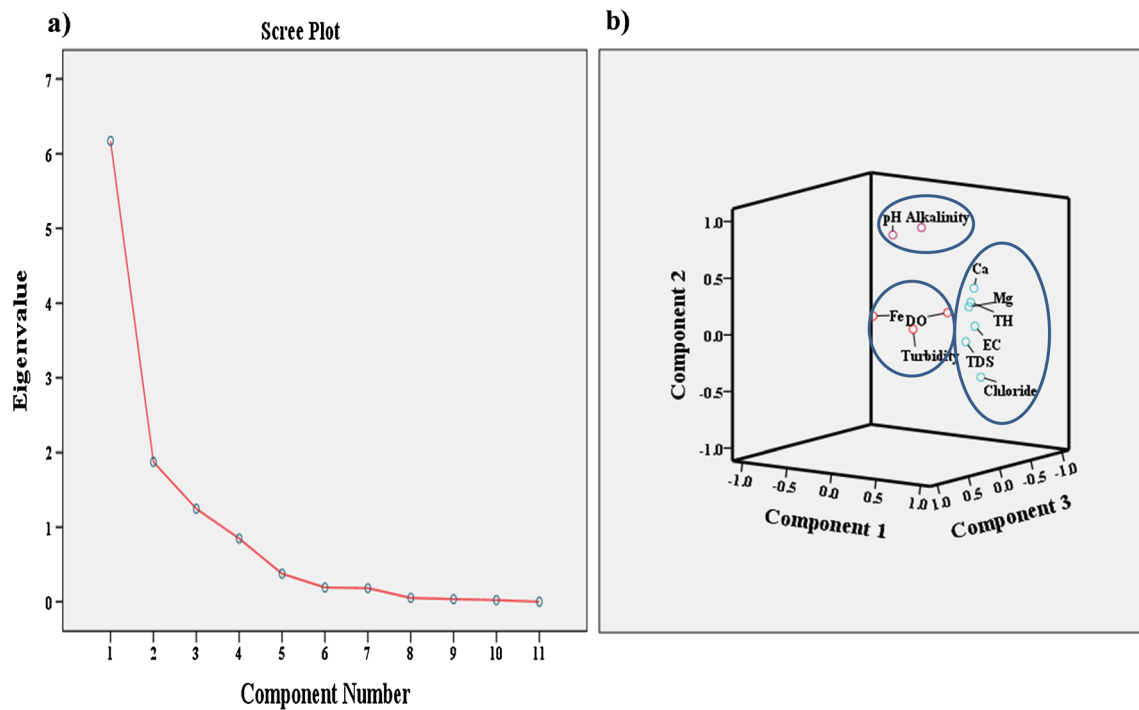 a)
Scree Plot
Eigenvalue
7
6
5
4
3
2
1
0
1 2 3 4 5 6 7 8 9 10 11
Component Number
b)
Component 2
1.0
0.5
0.0
-0.5
-1.0
pH Alkalinity
Ca
Mg
TH
EC
TDS
Chloride
Fe DO
Turbidity
-1.0 -0.5 0.0 0.5 1.0
Component 1
1.0 0.5 0.0 -0.5 -1.0
Component 3